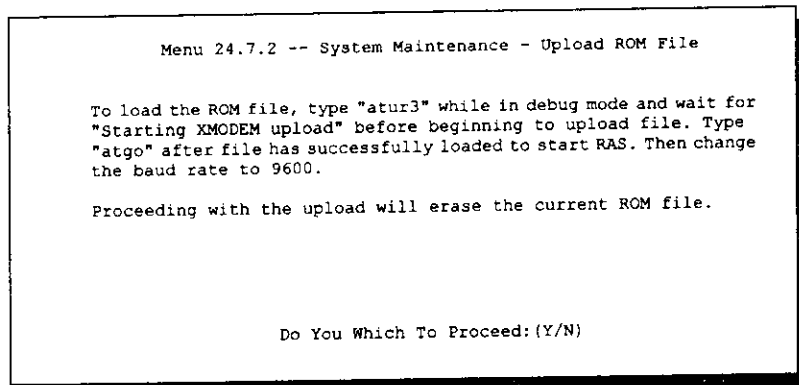 Menu 24.7.2 -- System Maintenance - Upload ROM File
To load the ROM file, type "atur3" while in debug mode and wait for
"Starting XMODEM upload" before beginning to upload file. Type
"atgo" after file has successfully loaded to start RAS. Then change
the baud rate to 9600.
Proceeding with the upload will erase the current ROM file.
Do You Which To Proceed:(Y/N)